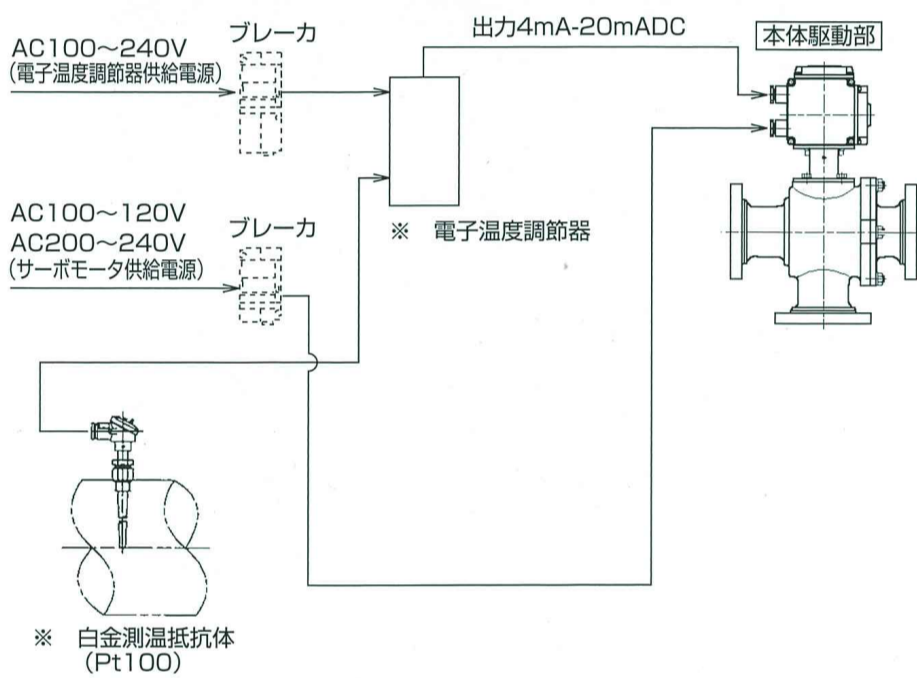 AC100～240V
(電子温度調節器供給電源)
ブレーカ
出力4mA-20mADC
本体駆動部
※ 電子温度調節器
AC100～120V
AC200～240V
(サーボモータ供給電源)
ブレーカ
※ 白金測温抵抗体
(Pt100)